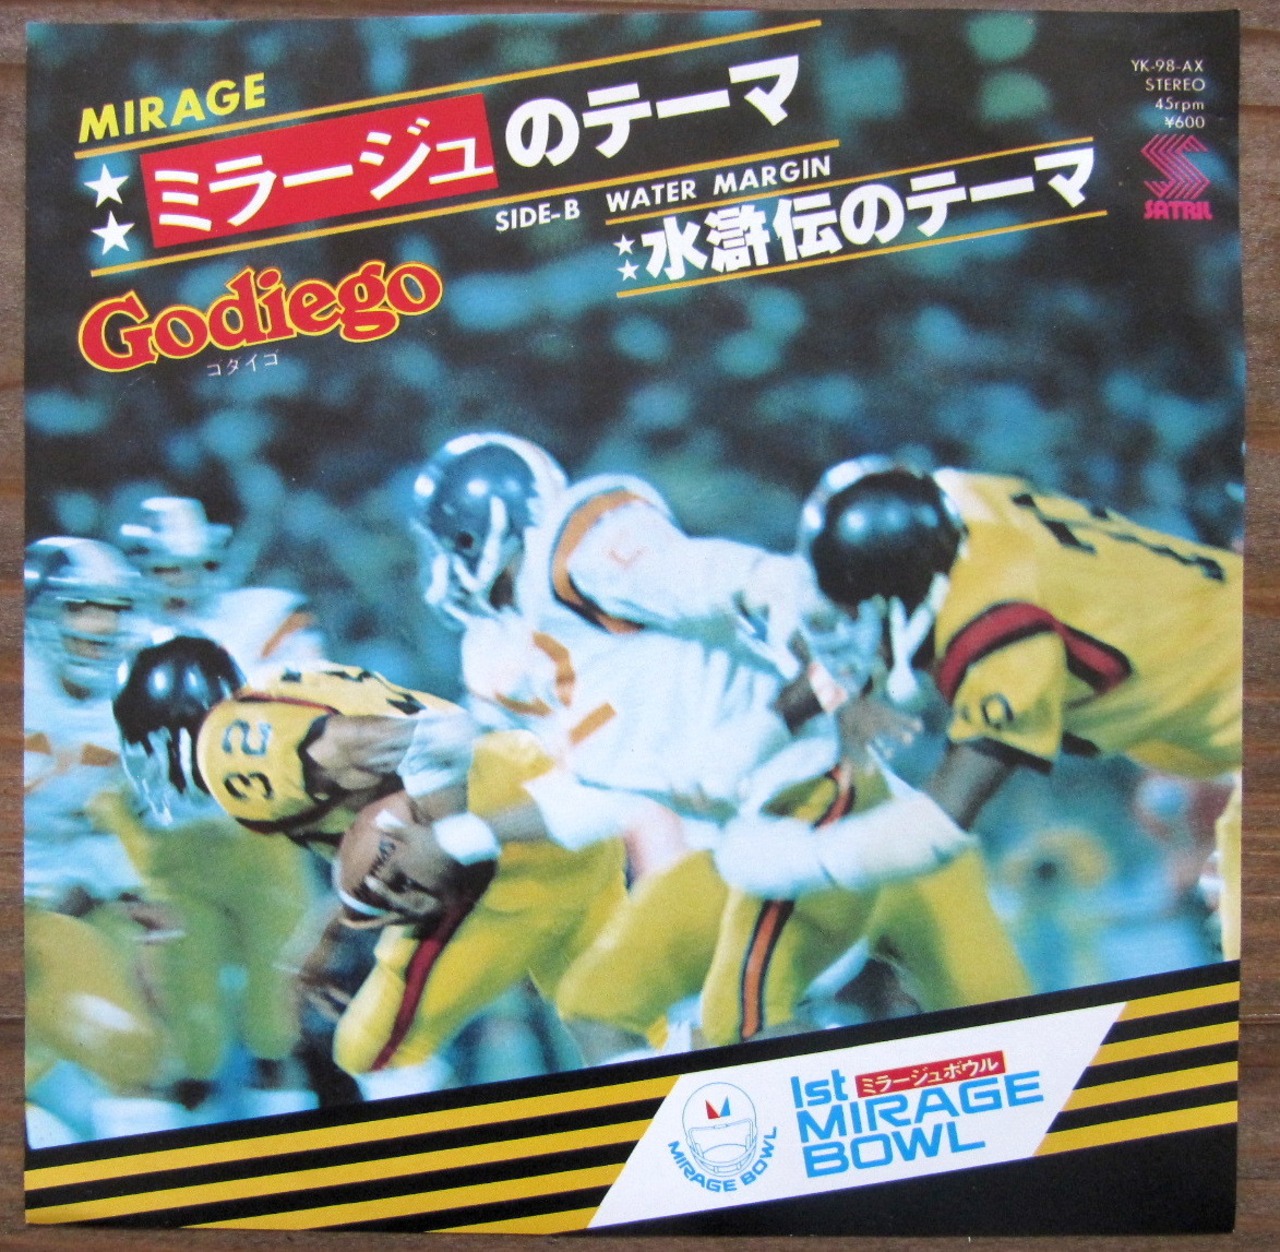 MIRAGE
★★ミラージュのテーマ
SIDE-B WATER MARGIN
★★水滸伝のテーマ
YK-98-AX
STEREO
45rpm
¥600
SATRIL
Godiego
ゴダイゴ
32
1st ミラージュボウル
MIRAGE
BOWL
MIRAGE BOWL